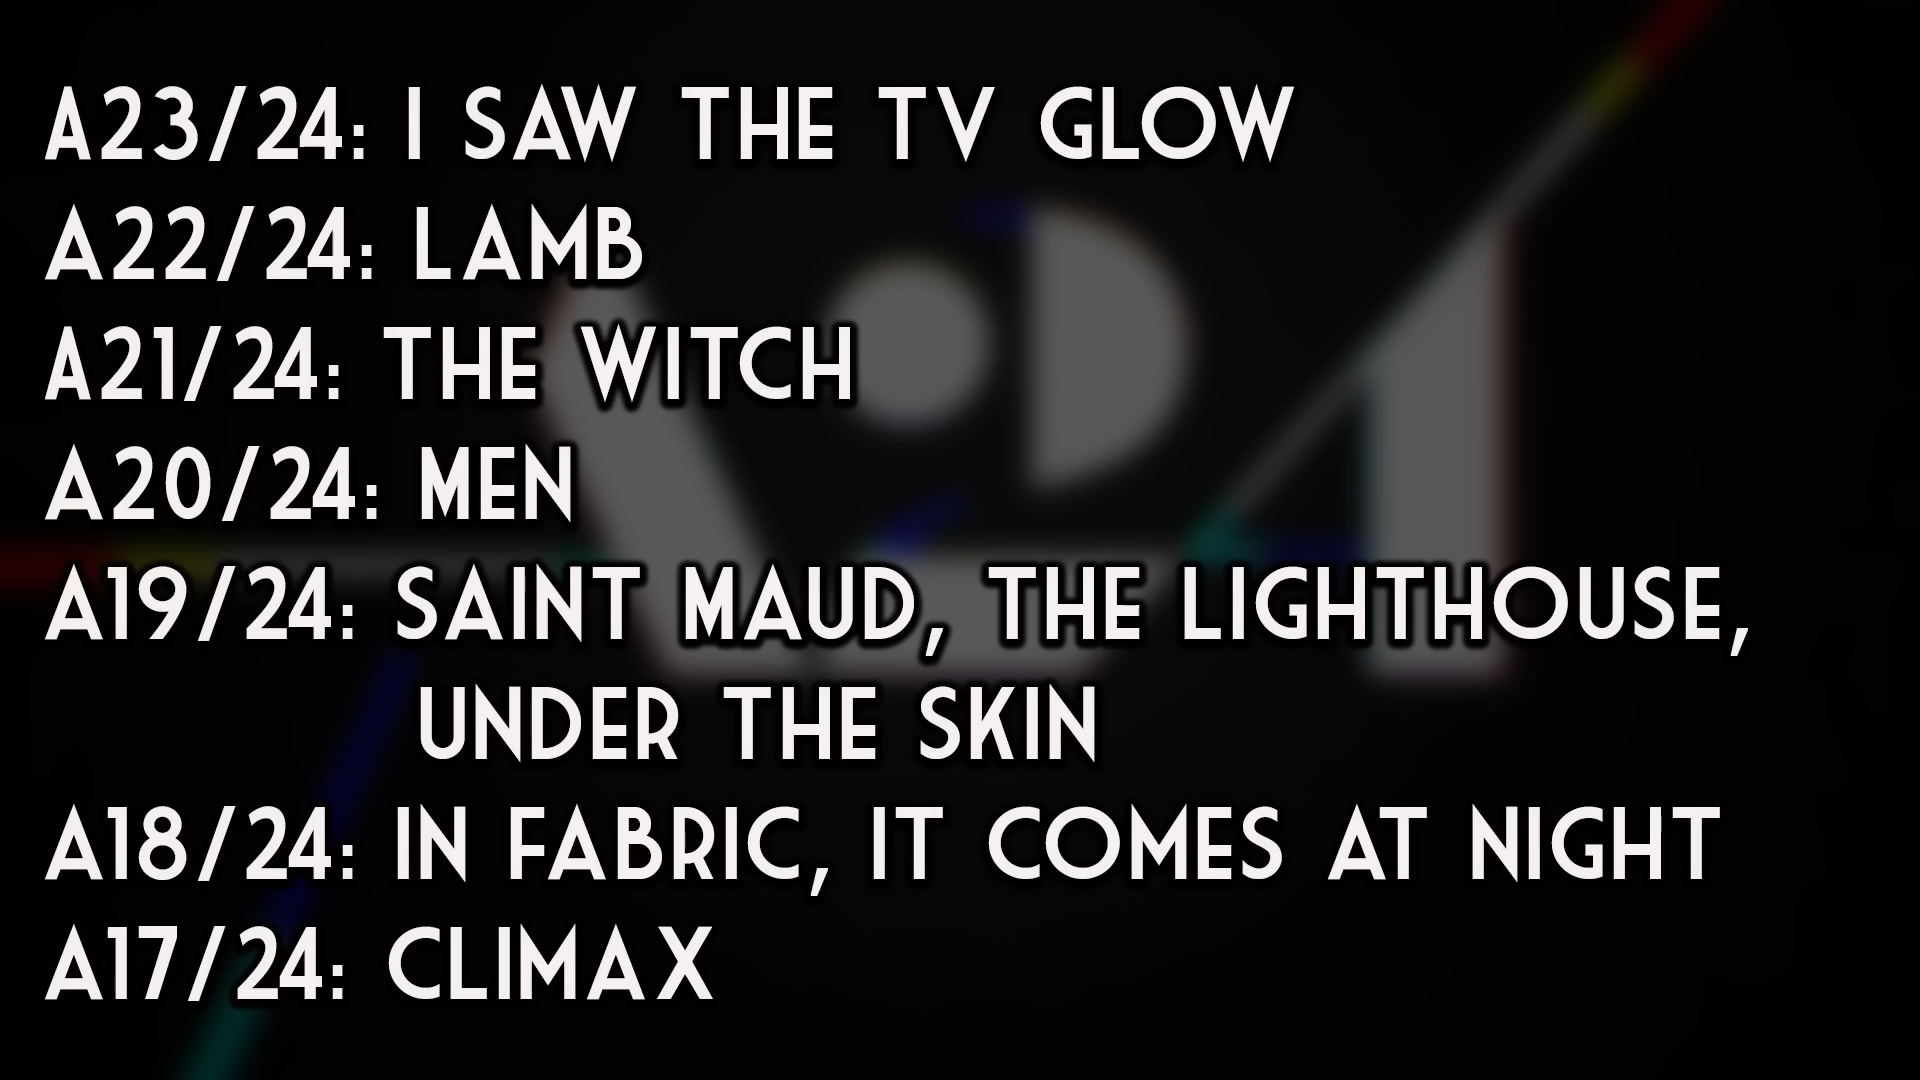 A23/24: I SAW THE TV GLOW
A22/24: LAMB
A21/24: THE WITCH
A20/24: MEN
A19/24: SAINT MAUD, THE LIGHTHOUSE,
UNDER THE SKIN
A18/24: IN FABRIC, IT COMES AT NIGHT
A17/24: CLIMAX
A24